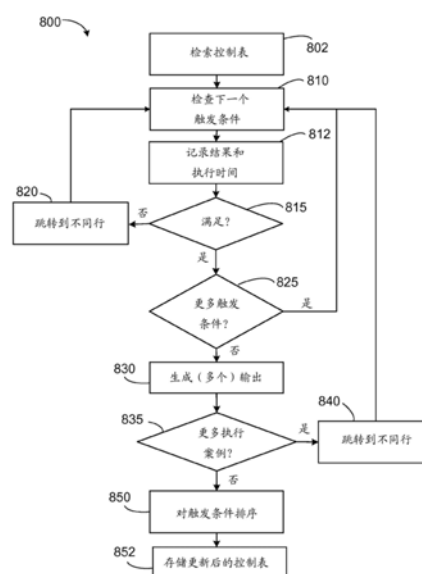 800
检索控制表
802
810
检查下一个
触发条件
812
记录结果和
执行时间
820
跳转到不同行
否
满足？
815
是
825
更多触发
条件？
是
否
830
生成（多个）输出
835
更多执行
案例？
是
840
跳转到不同行
否
850
对触发条件排序
852
存储更新后的控制表